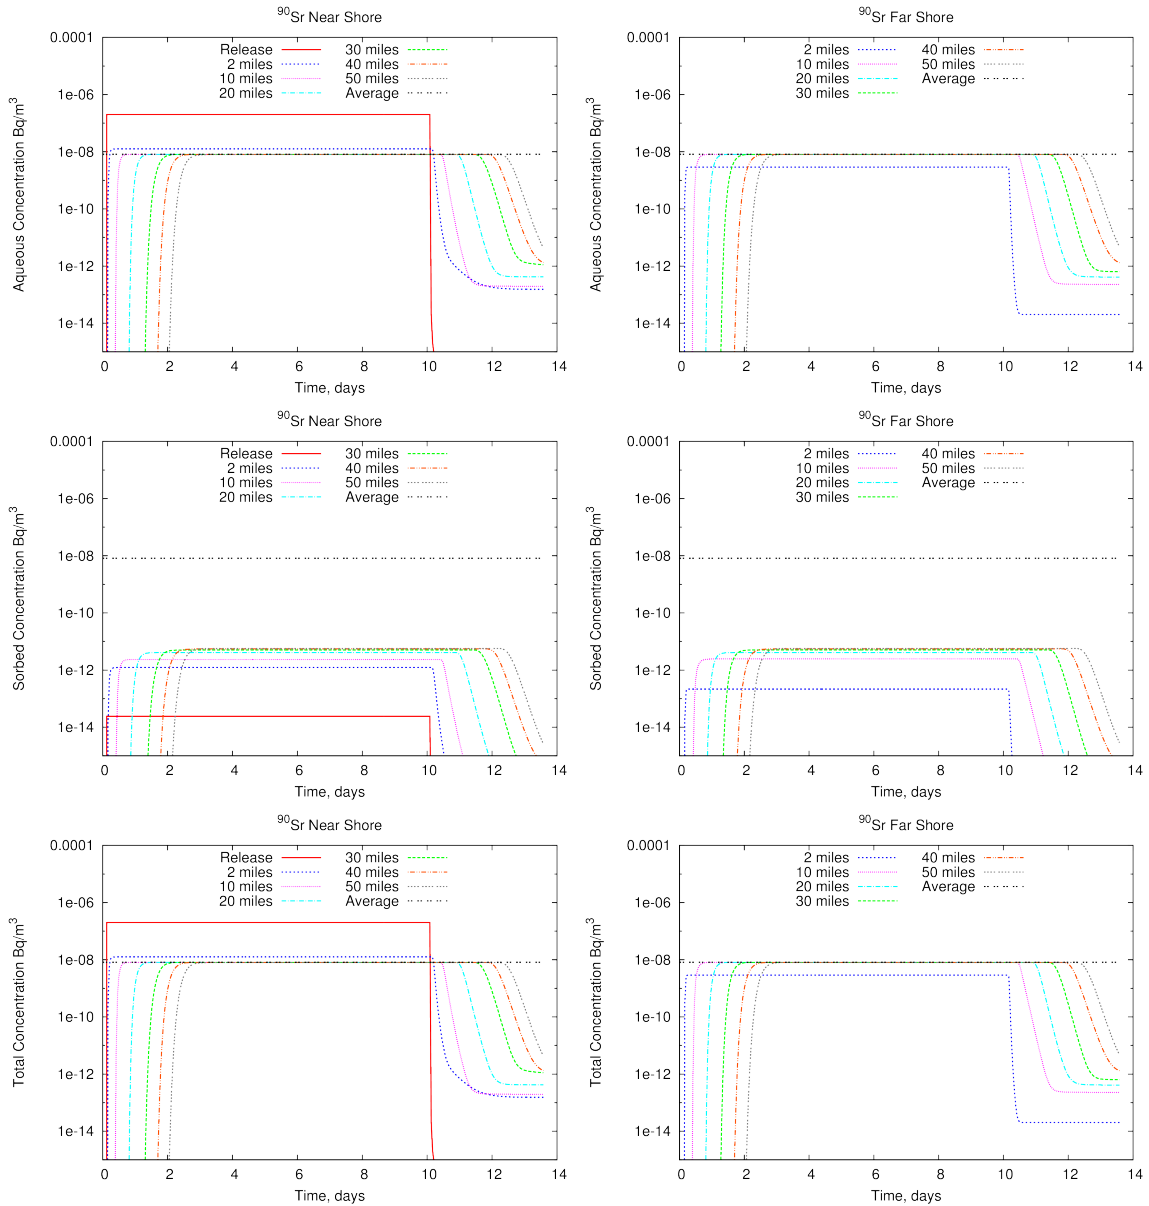 90Sr Near Shore
Aqueous Concentration Bq/m3
0.0001
1e-06
1e-08
1e-10
1e-12
1e-14
Release
2 miles
10 miles
20 miles
30 miles
40 miles
50 miles
Average
0 2 4 6 8 10 12 14
Time, days
90Sr Far Shore
Aqueous Concentration Bq/m3
0.0001
1e-06
1e-08
1e-10
1e-12
1e-14
2 miles
10 miles
20 miles
30 miles
40 miles
50 miles
Average
0 2 4 6 8 10 12 14
Time, days
90Sr Near Shore
Sorbed Concentration Bq/m3
0.0001
1e-06
1e-08
1e-10
1e-12
1e-14
Release
2 miles
10 miles
20 miles
30 miles
40 miles
50 miles
Average
0 2 4 6 8 10 12 14
Time, days
90Sr Far Shore
Sorbed Concentration Bq/m3
0.0001
1e-06
1e-08
1e-10
1e-12
1e-14
2 miles
10 miles
20 miles
30 miles
40 miles
50 miles
Average
0 2 4 6 8 10 12 14
Time, days
90Sr Near Shore
Total Concentration Bq/m3
0.0001
1e-06
1e-08
1e-10
1e-12
1e-14
Release
2 miles
10 miles
20 miles
30 miles
40 miles
50 miles
Average
0 2 4 6 8 10 12 14
Time, days
90Sr Far Shore
Total Concentration Bq/m3
0.0001
1e-06
1e-08
1e-10
1e-12
1e-14
2 miles
10 miles
20 miles
30 miles
40 miles
50 miles
Average
0 2 4 6 8 10 12 14
Time, days